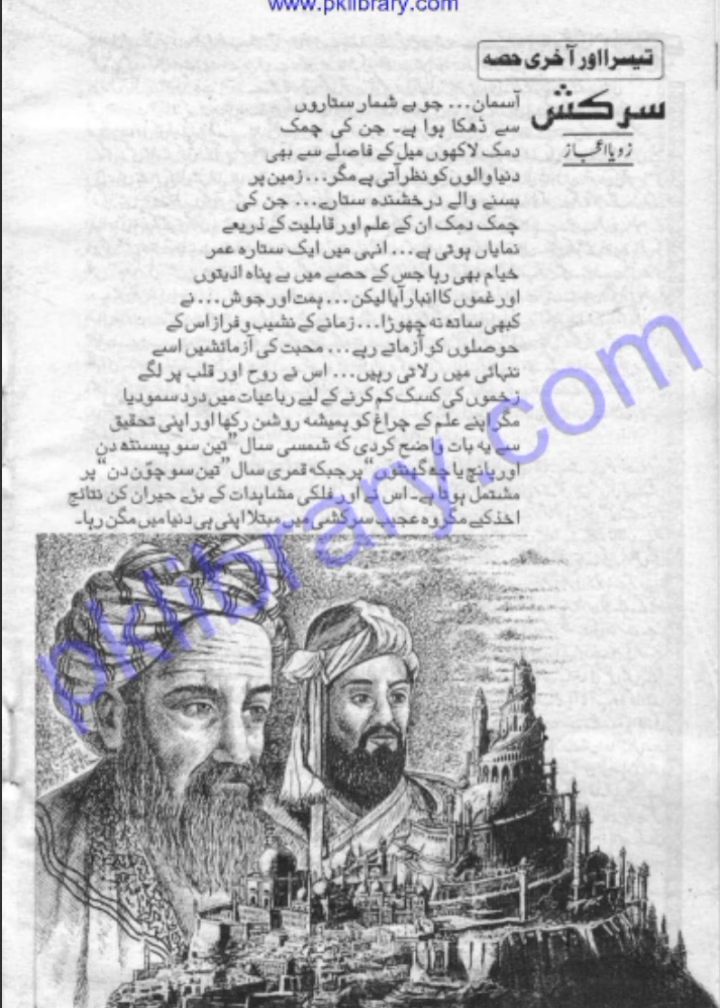 www.pklibrary.com
تیسرا اور آخری حصہ
سرکش
زویا اعجاز
آسمان... جو بے شمار ستاروں
سے ڈھکا ہوا ہے۔ جن کی چمک
دمک لاکھوں میل کے فاصلے سے بھی
دنیا والوں کو نظر آتی ہے مگر... زمین پر
بسنے والے درخشندہ ستارے... جن کی
چمک دمک ان کے علم اور قابلیت کے ذریعے
نمایاں ہوتی ہے... انہی میں ایک ستارہ عمر
خیام بھی رہا جس کے حصے میں بے پناہ اذیتوں
اور غموں کا انبار آیا لیکن... ہمت اور جوش... نے
کبھی ساتھ نہ چھوڑا... زمانے کے نشیب و فراز اس کے
حوصلوں کو آزماتے رہے... محبت کی آزمائشیں اسے
تنہائی میں رلاتی رہیں... اس نے روح اور قلب پر لگے
زخموں کی کسک کم کرنے کے لیے رباعیات میں درد سمودیا
مگر اپنے علم کے چراغ کو ہمیشہ روشن رکھا اور اپنی تحقیق
سے یہ بات واضح کردی کہ شمسی سال ”تین سو پینسٹھ دن
اور پانچ یا چھ گھنٹوں“ پر جبکہ قمری سال ”تین سو چوّن دن“ پر
مشتمل ہوتا ہے۔ اس نے اور فلکی مشاہدات کے بڑے حیران کن نتائج
اخذ کیے مگر وہ عجیب سرکشی میں مبتلا اپنی ہی دنیا میں مگن رہا۔
pklibrary.com